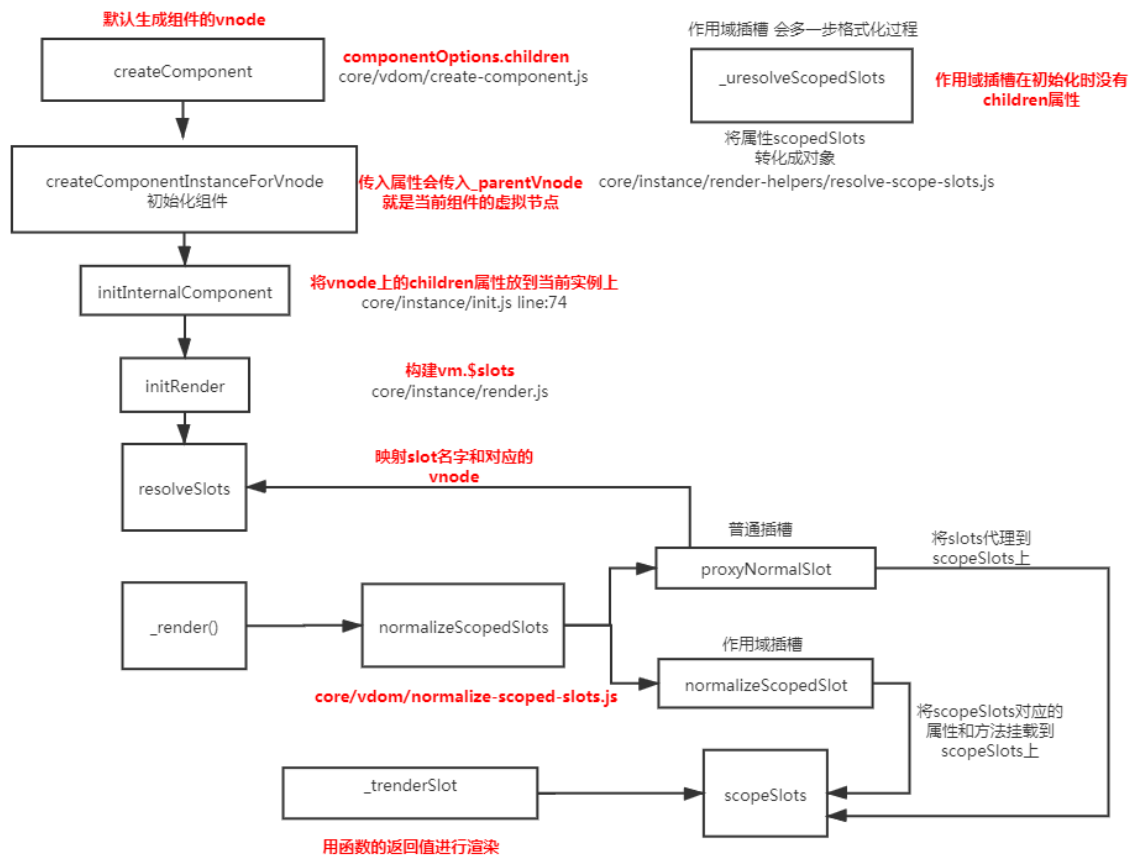 默认生成组件的vnode
createComponent
componentOptions.children
core/vdom/create-component.js
作用域插槽 会多一步格式化过程
_uresolveScopedSlots
作用域插槽在初始化时没有
children属性
将属性scopedSlots
转化成对象
core/instance/render-helpers/resolve-scope-slots.js
createComponentInstanceForVnode
初始化组件
传入属性会传入_parentVnode
就是当前组件的虚拟节点
initInternalComponent
将vnode上的children属性放到当前实例上
core/instance/init.js line:74
initRender
构建vm.$slots
core/instance/render.js
resolveSlots
映射slot名字和对应的
vnode
普通插槽
proxyNormalSlot
将slots代理到
scopeSlots上
_render()
normalizeScopedSlots
core/vdom/normalize-scoped-slots.js
作用域插槽
normalizeScopedSlot
将scopeSlots对应的
属性和方法挂载到
scopeSlots上
_trenderSlot
scopeSlots
用函数的返回值进行渲染